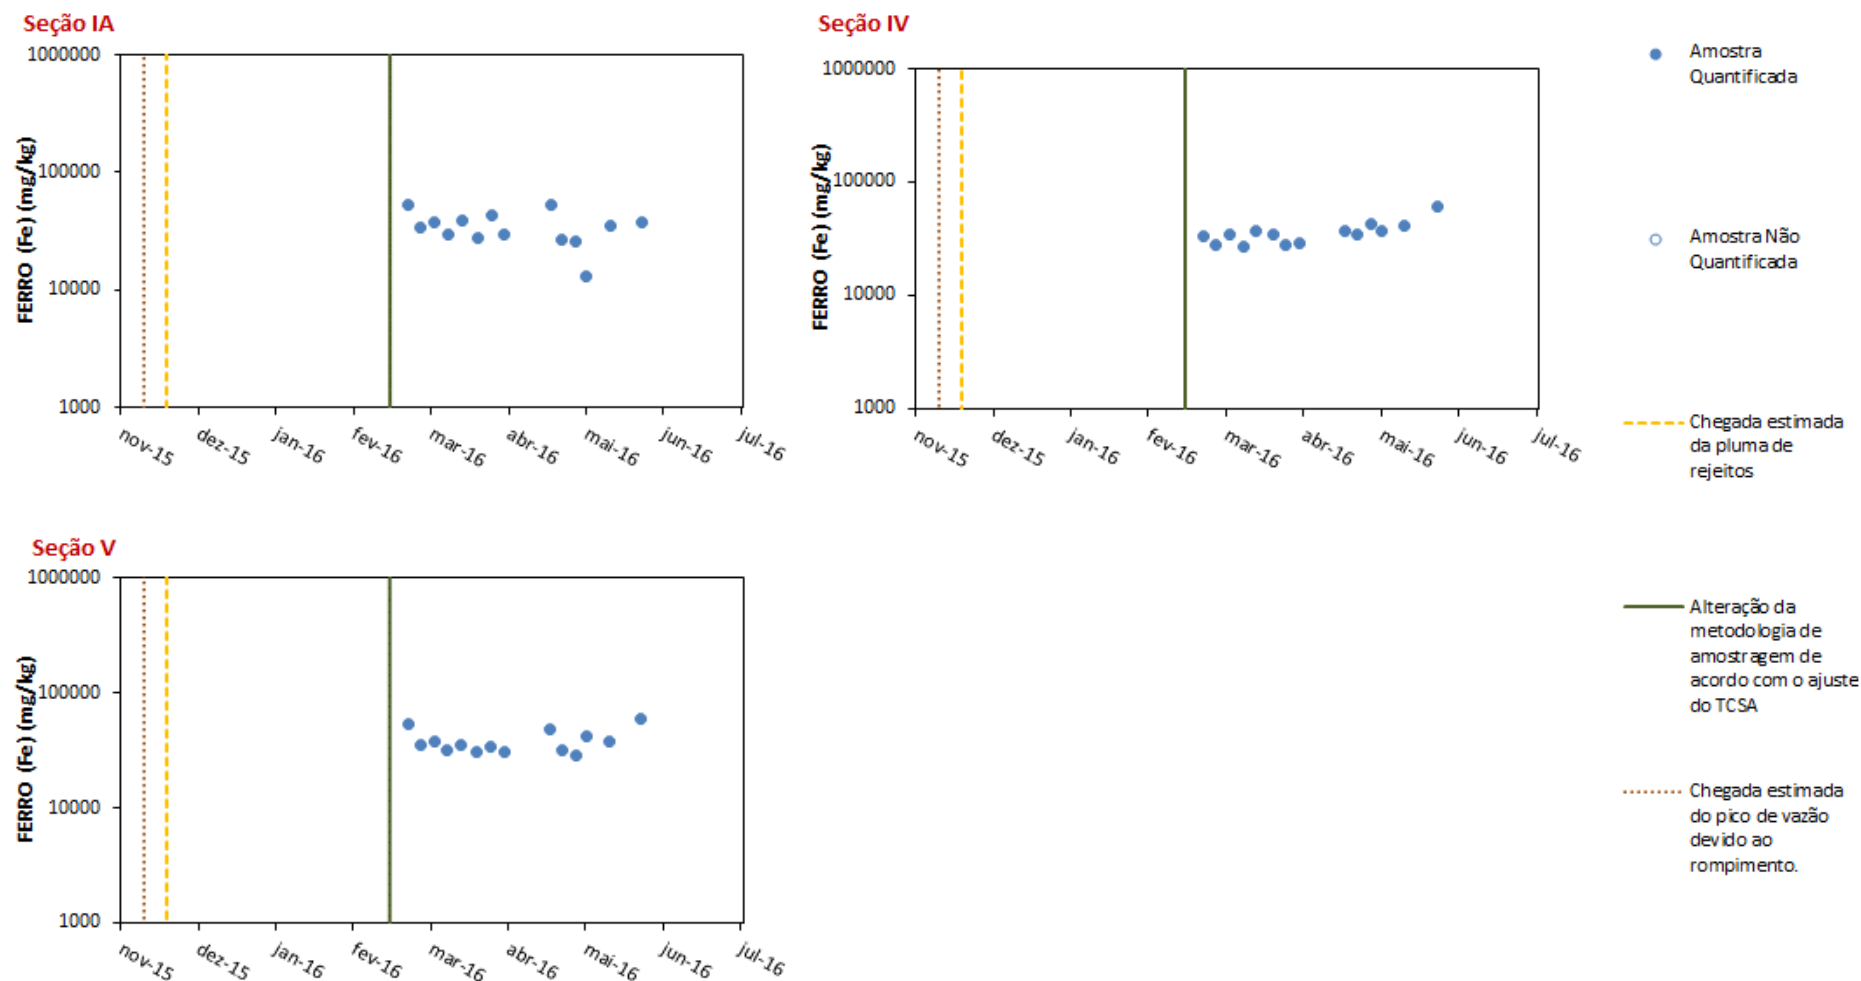 Seção IA
FERRO (Fe) (mg/kg)
1000000
100000
10000
1000
nov-15
dez-15
jan-16
fev-16
mar-16
abr-16
mai-16
jun-16
jul-16
Seção IV
FERRO (Fe) (mg/kg)
1000000
100000
10000
1000
nov-15
dez-15
jan-16
fev-16
mar-16
abr-16
mai-16
jun-16
jul-16
Seção V
FERRO (Fe) (mg/kg)
1000000
100000
10000
1000
nov-15
dez-15
jan-16
fev-16
mar-16
abr-16
mai-16
jun-16
jul-16
Amostra
Quantificada
Amostra Não
Quantificada
Chegada estimada
da pluma de
rejeitos
Alteração da
metodologia de
amostragem de
acordo com o ajuste
do TCSA
Chegada estimada
do pico de vazão
devido ao
rompimento.